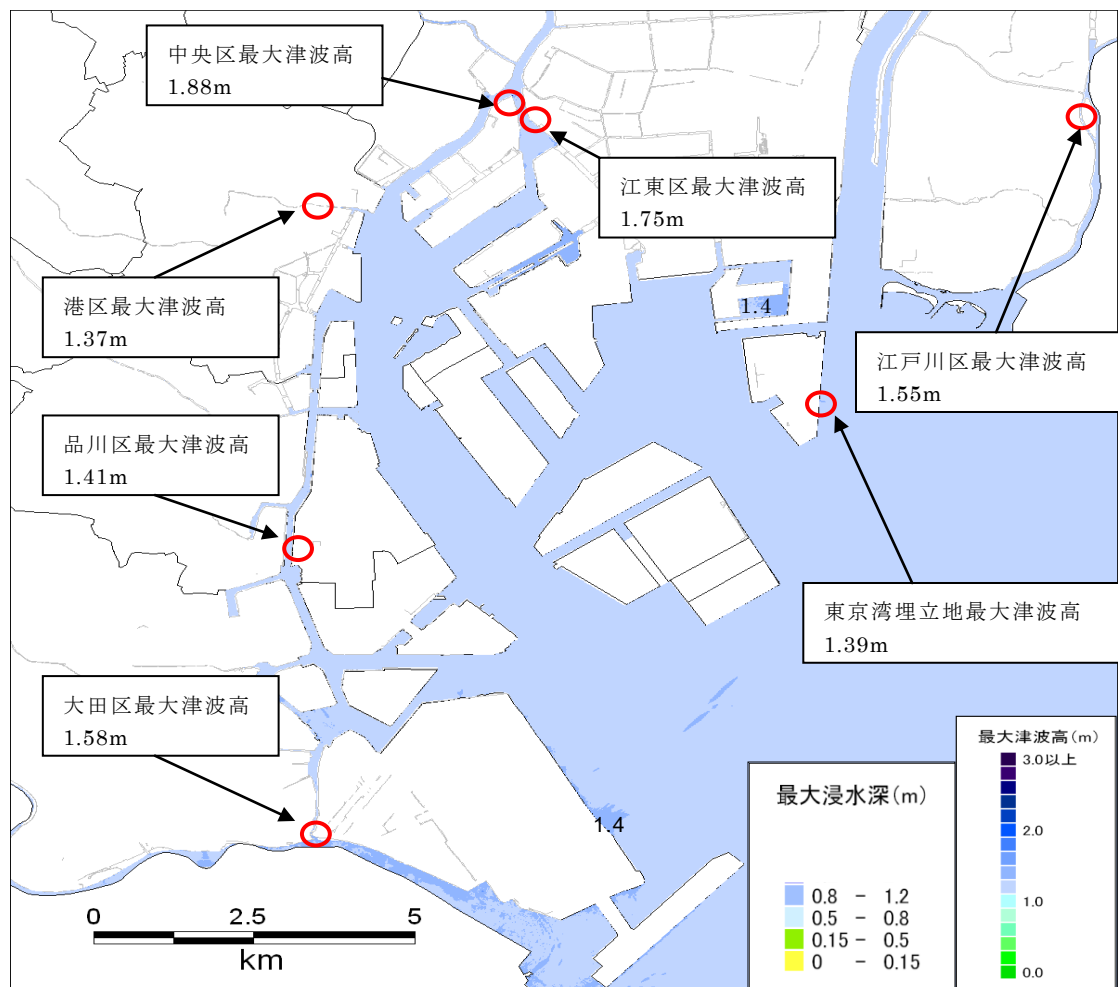 中央区最大津波高
1.88m
江東区最大津波高
1.75m
港区最大津波高
1.37m
1.4
江戸川区最大津波高
1.55m
品川区最大津波高
1.41m
東京湾埋立地最大津波高
1.39m
大田区最大津波高
1.58m
1.4
最大津波高(m)
3.0以上
2.0
1.0
0.0
最大浸水深(m)
0.8 - 1.2
0.5 - 0.8
0.15 - 0.5
0 - 0.15
0 2.5 5
km